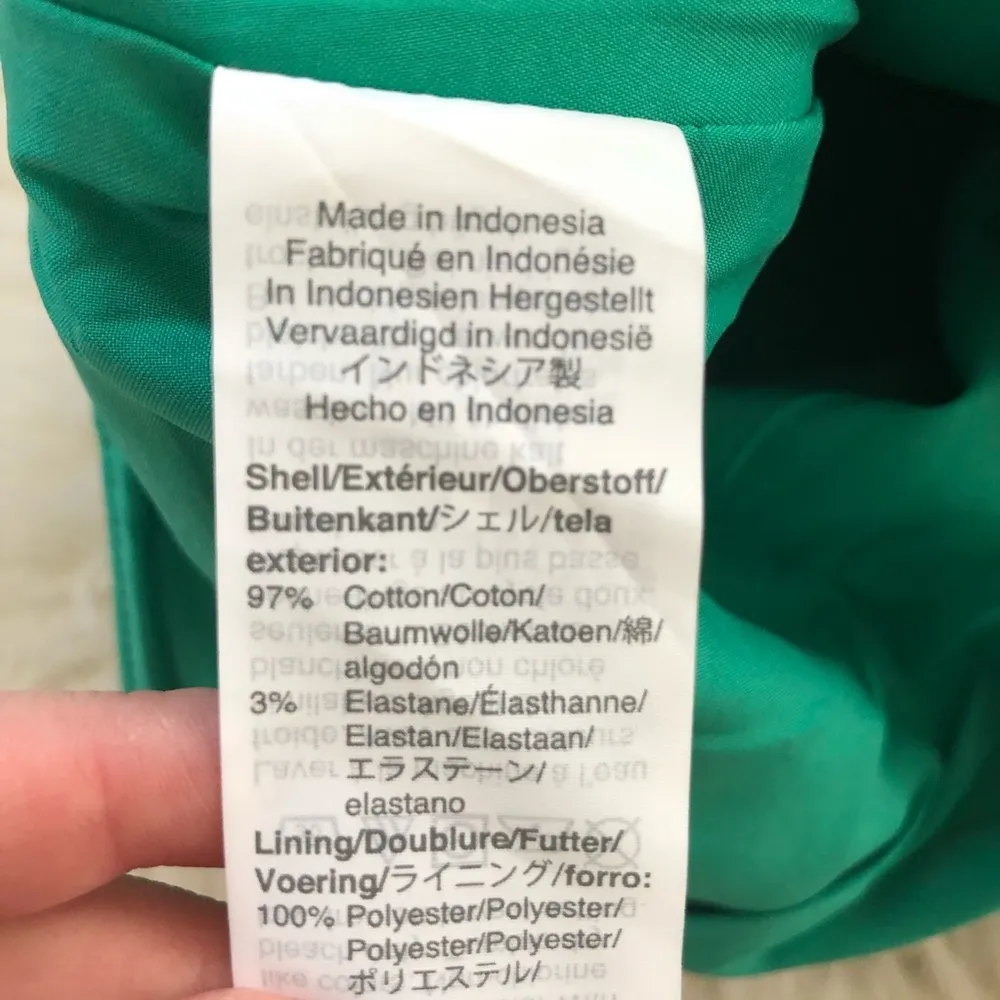 Made in Indonesia
Fabriqué en Indonésie
In Indonesien Hergestellt
Vervaardigd in Indonesië
インドネシア製
Hecho en Indonesia
Shell/Extérieur/Oberstoff/
Buitenkant/シェル/tela
exterior:
97% Cotton/Coton/
Baumwolle/Katoen/綿/
algodón
3% Elastane/Élasthanne/
Elastan/Elastaan/
エラステーン/
elastano
Lining/Doublure/Futter/
Voering/ライニング/forro:
100% Polyester/Polyester/
Polyester/Polyester/
ポリエステル/